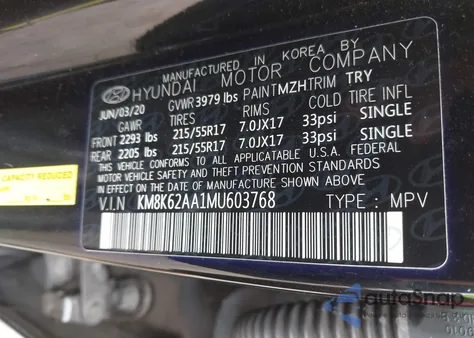 MANUFACTURED IN KOREA BY
HYUNDAI MOTOR COMPANY
JUN/03/20 GVWR 3979 lbs PAINT MZH TRIM TRY
GAWR TIRES RIMS COLD TIRE INFL
FRONT 2293 lbs 215/55R17 7.0JX17 33psi SINGLE
REAR 2205 lbs 215/55R17 7.0JX17 33psi SINGLE
THIS VEHICLE CONFORMS TO ALL APPLICATABLE U.S.A FEDERAL
MOTOR VEHICLE SAFETY AND THEFT PREVENTION STANDARDS
IN EFFECT ON THE DATE OF MANUFACTURE SHOWN ABOVE.
V.I.N KM8K62AA1MU603768 TYPE : MPV
CAPACITY REDUCED
autoSnap